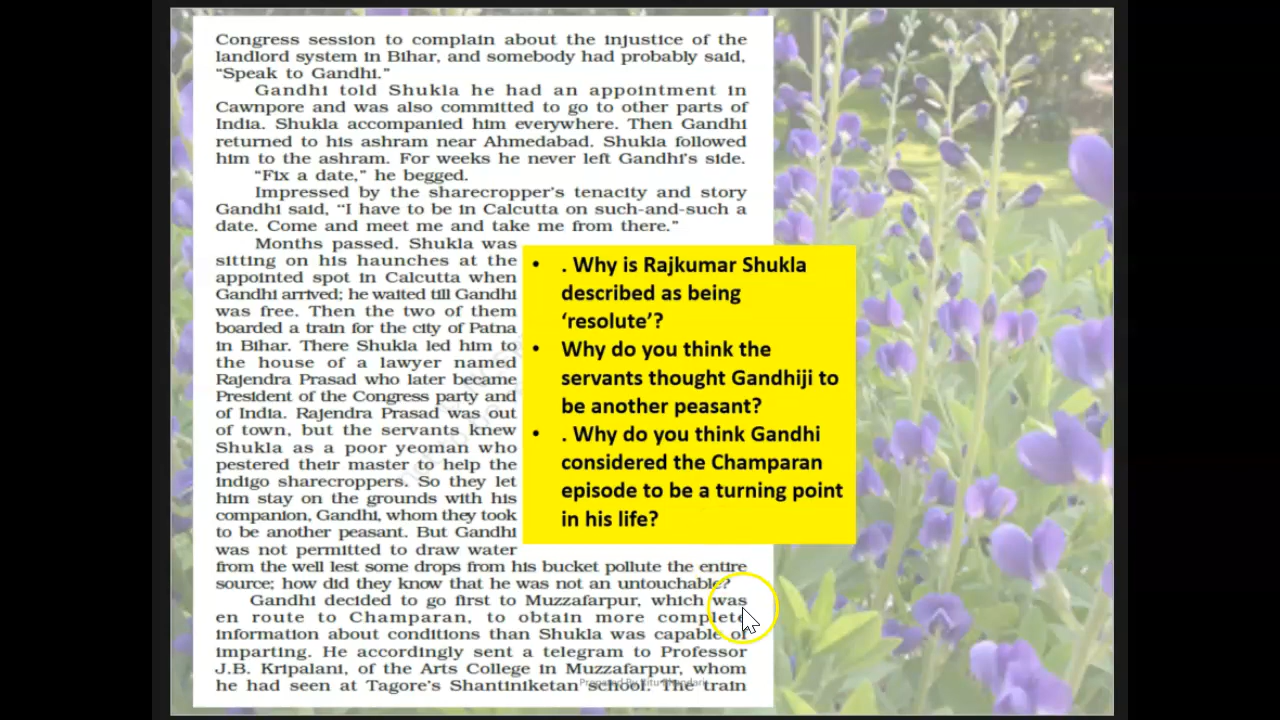 Congress session to complain about the injustice of the
landlord system in Bihar, and somebody had probably said,
“Speak to Gandhi.”
Gandhi told Shukla he had an appointment in
Cawnpore and was also committed to go to other parts of
India. Shukla accompanied him everywhere. Then Gandhi
returned to his ashram near Ahmedabad. Shukla followed
him to the ashram. For weeks he never left Gandhi’s side.
“Fix a date,” he begged.
Impressed by the sharecropper’s tenacity and story
Gandhi said, “I have to be in Calcutta on such-and-such a
date. Come and meet me and take me from there.”
Months passed. Shukla was
sitting on his haunches at the
appointed spot in Calcutta when
Gandhi arrived; he waited till Gandhi
was free. Then the two of them
boarded a train for the city of Patna
in Bihar. There Shukla led him to
the house of a lawyer named
Rajendra Prasad who later became
President of the Congress party and
of India. Rajendra Prasad was out
of town, but the servants knew
Shukla as a poor yeoman who
pestered their master to help the
indigo sharecroppers. So they let
him stay on the grounds with his
companion, Gandhi, whom they took
to be another peasant. But Gandhi
was not permitted to draw water
from the well lest some drops from his bucket pollute the entire
source; how did they know that he was not an untouchable?
Gandhi decided to go first to Muzzafarpur, which was
en route to Champaran, to obtain more complete
information about conditions than Shukla was capable of
imparting. He accordingly sent a telegram to Professor
J.B. Kripalani, of the Arts College in Muzzafarpur, whom
he had seen at Tagore’s Shantiniketan school. The train
• . Why is Rajkumar Shukla
described as being
‘resolute’?
• Why do you think the
servants thought Gandhiji to
be another peasant?
• . Why do you think Gandhi
considered the Champaran
episode to be a turning point
in his life?
Prepared By